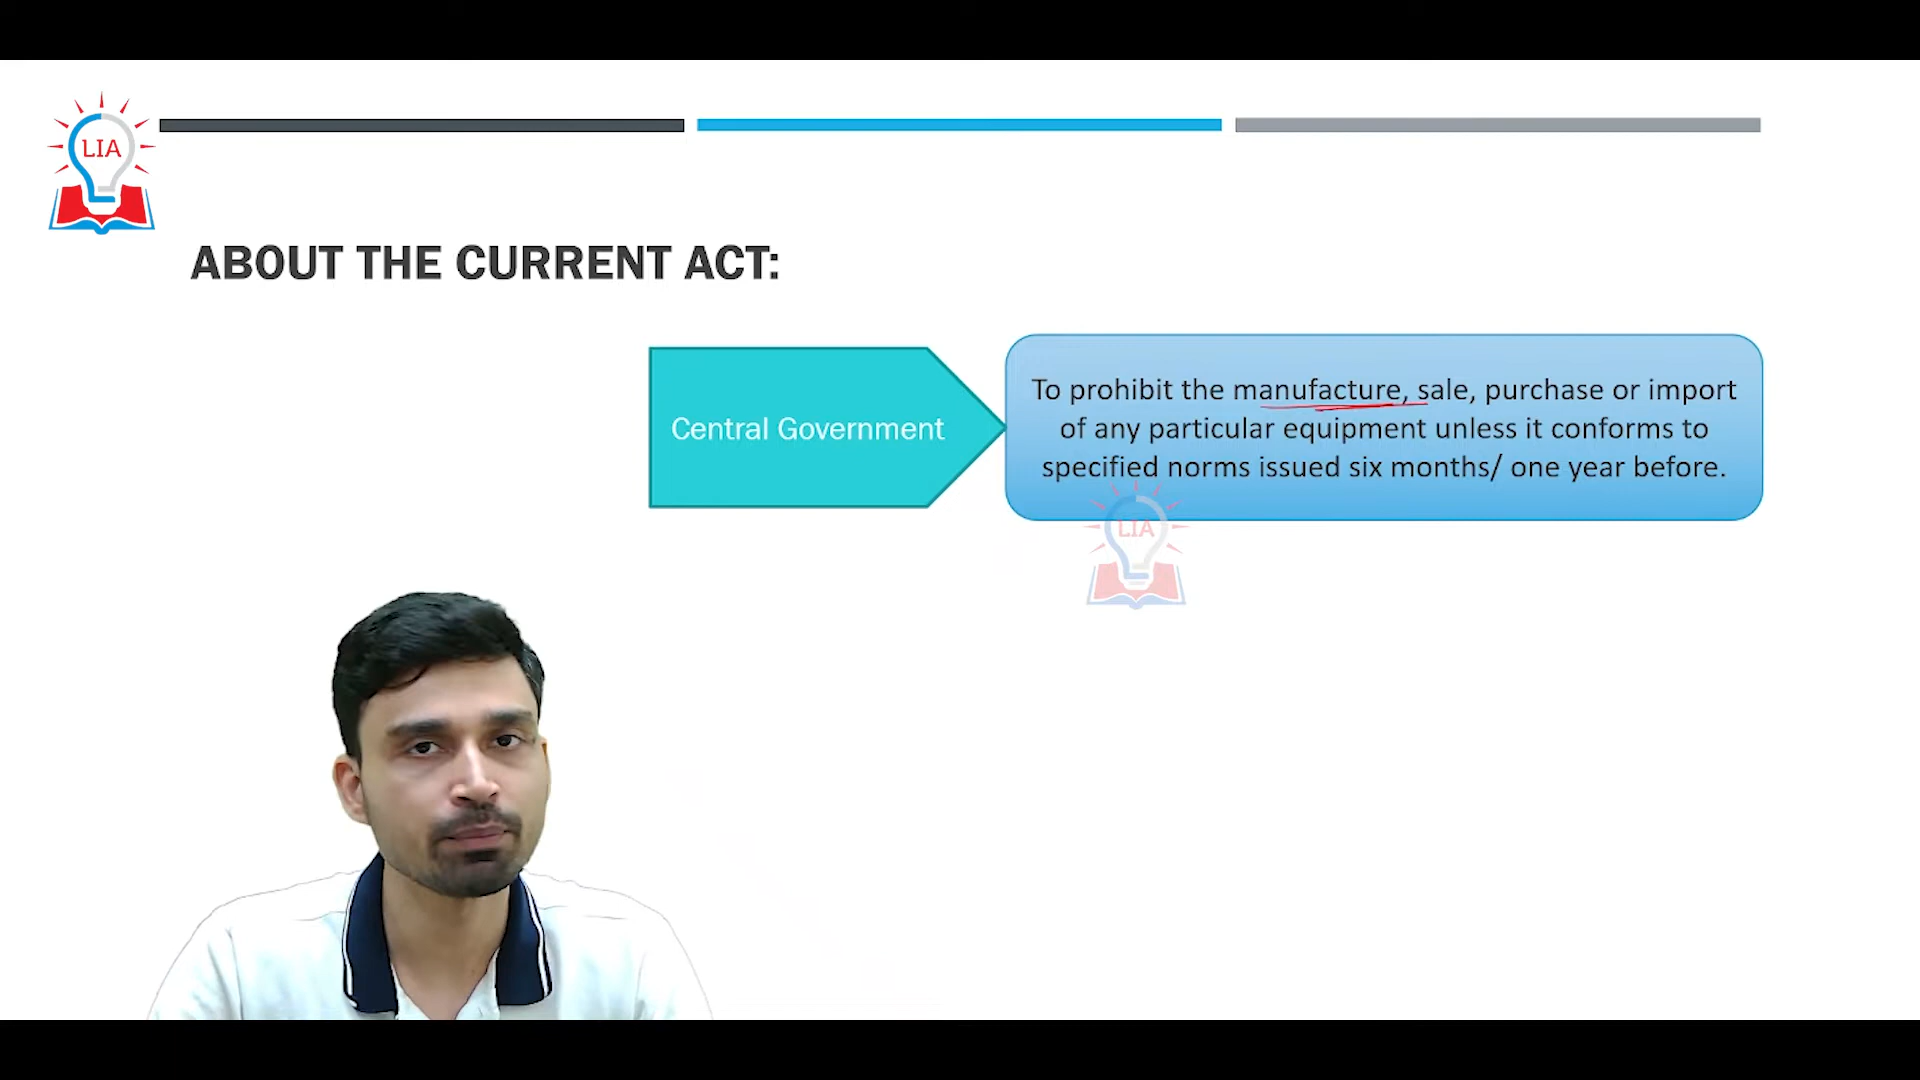 LIA
ABOUT THE CURRENT ACT:
Central Government
To prohibit the manufacture, sale, purchase or import
of any particular equipment unless it conforms to
specified norms issued six months/ one year before.
LIA